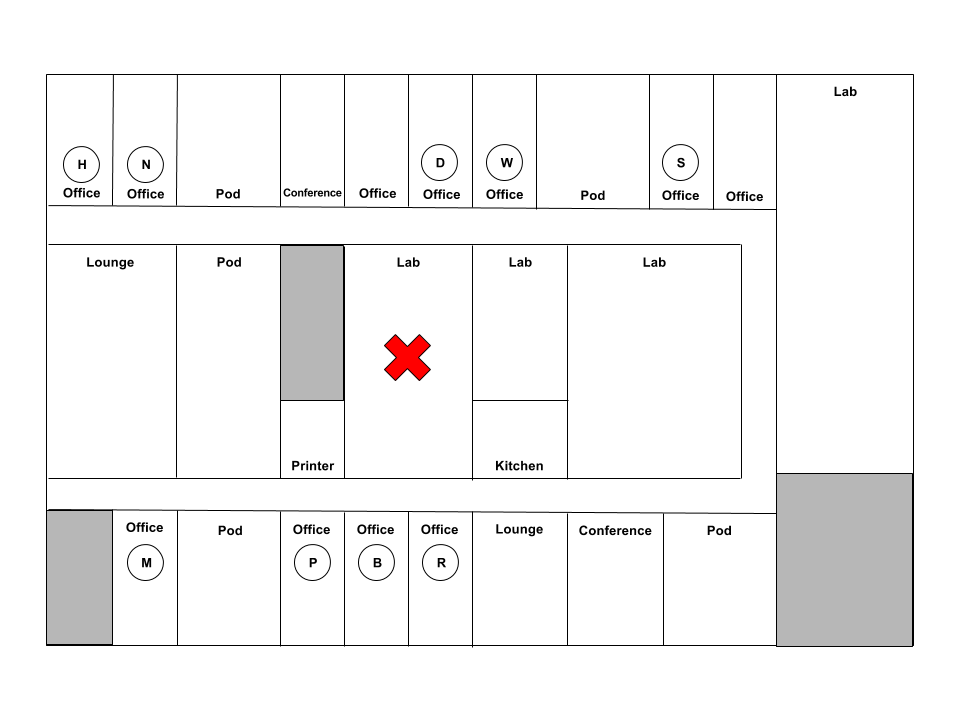 Lab
H
N
D
W
S
Office
Office
Pod
Conference
Office
Office
Office
Pod
Office
Office
Lounge
Pod
Lab
Lab
Lab
Printer
Kitchen
Office
Pod
Office
Office
Office
Lounge
Conference
Pod
M
P
B
R